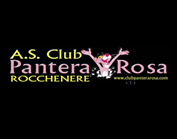 A.S. Club
Pantera Rosa
ROCCHENERE
www.clubpanterarosa.com